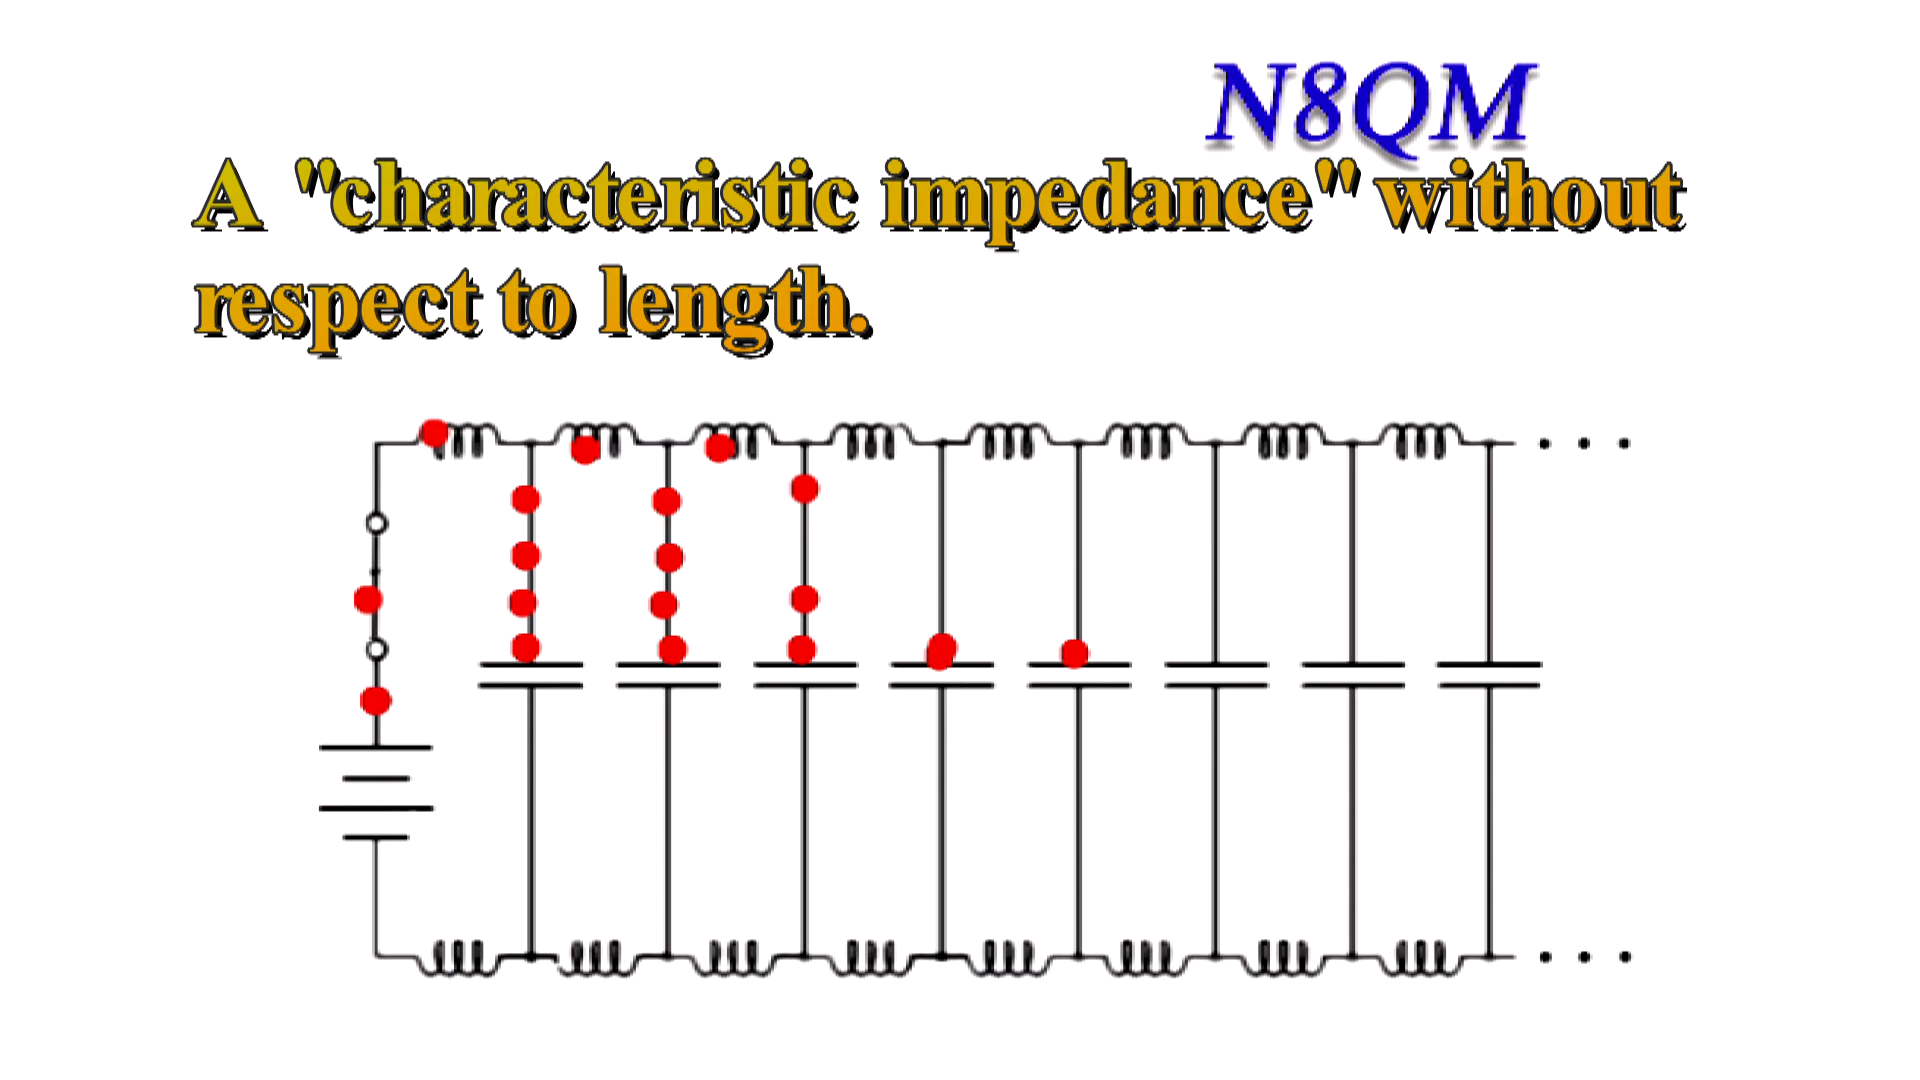 N8QM
A "characteristic impedance" without
respect to length.